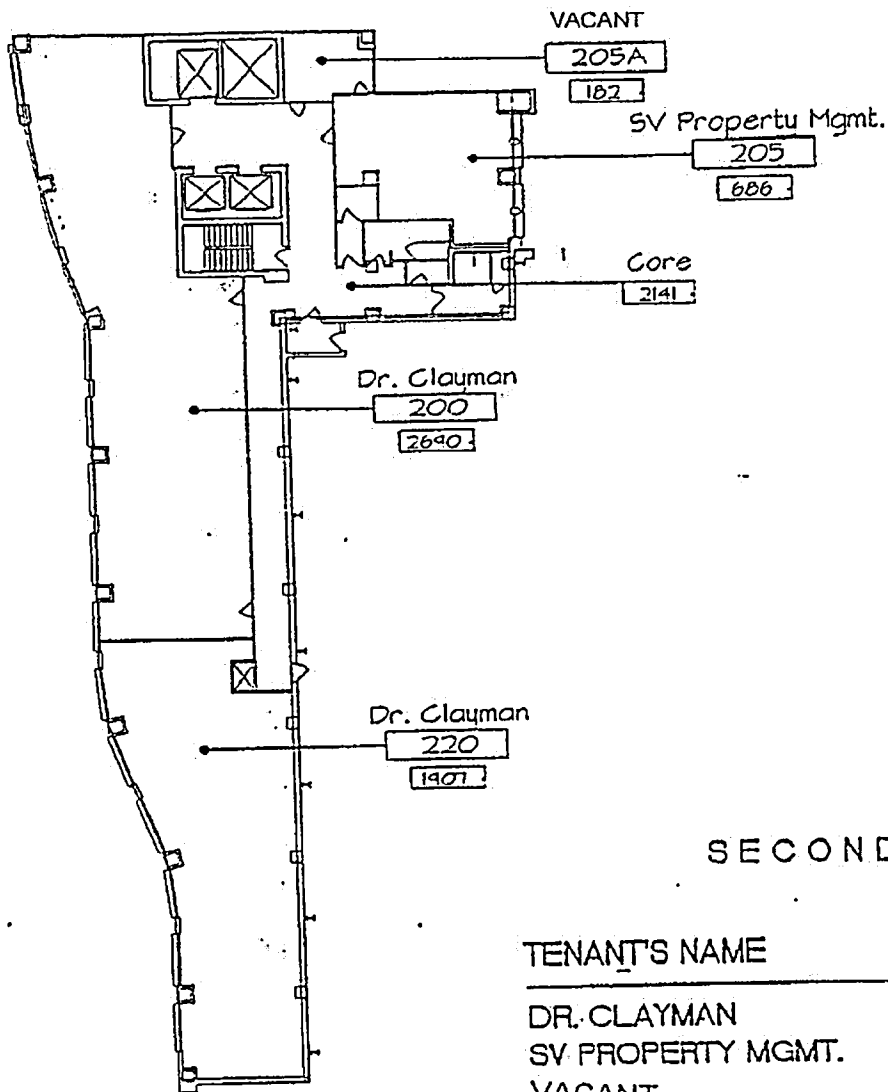 VACANT
205A
182
SV Propertu Mgmt.
205
686
Core
2141
Dr. Clayman
200
2690
Dr. Clayman
220
1907
SECOND
TENANT'S NAME
DR. CLAYMAN
SV PROPERTY MGMT.
VACANT